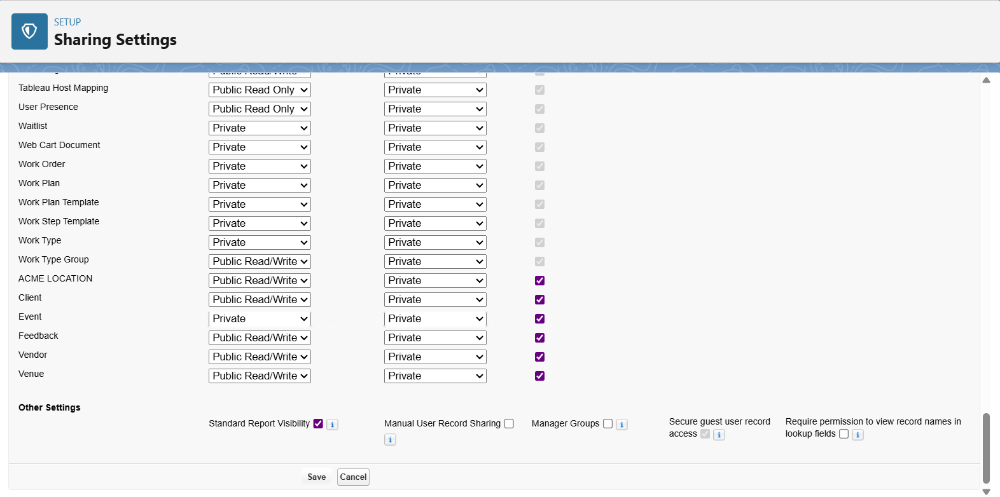 SETUP
Sharing Settings
Tableau Host Mapping Public Read Only Private
User Presence Public Read Only Private
Waitlist Private Private
Web Cart Document Private Private
Work Order Private Private
Work Plan Private Private
Work Plan Template Private Private
Work Step Template Private Private
Work Type Private Private
Work Type Group Public Read/Write Private
ACME LOCATION Public Read/Write Private
Client Public Read/Write Private
Event Private Private
Feedback Public Read/Write Private
Vendor Public Read/Write Private
Venue Public Read/Write Private
Other Settings
Standard Report Visibility i
Manual User Record Sharing
i
Manager Groups i
Secure guest user record
access i
Require permission to view record names in
lookup fields i
Save Cancel